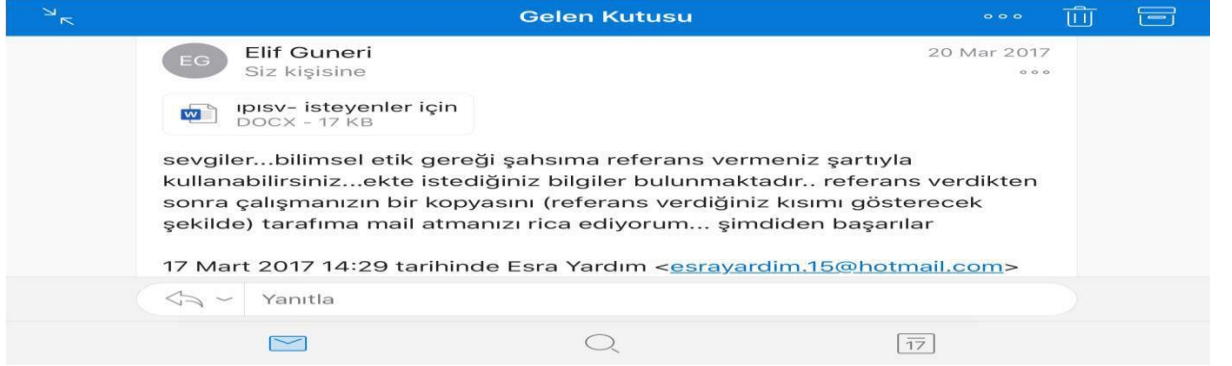 Gelen Kutusu
EG
Elif Guneri
20 Mar 2017
Siz kişisine
ıpısv- isteyenler için
DOCX - 17 KB
sevgiler...bilimsel etik gereği şahsıma referans vermeniz şartıyla
kullanabilirsiniz...ekte istediğiniz bilgiler bulunmaktadır.. referans verdikten
sonra çalışmanızın bir kopyasını (referans verdiğiniz kısımı gösterecek
şekilde) tarafıma mail atmanızı rica ediyorum... şimdiden başarılar
17 Mart 2017 14:29 tarihinde Esra Yardım <esrayardim.15@hotmail.com>
Yanıtla
17